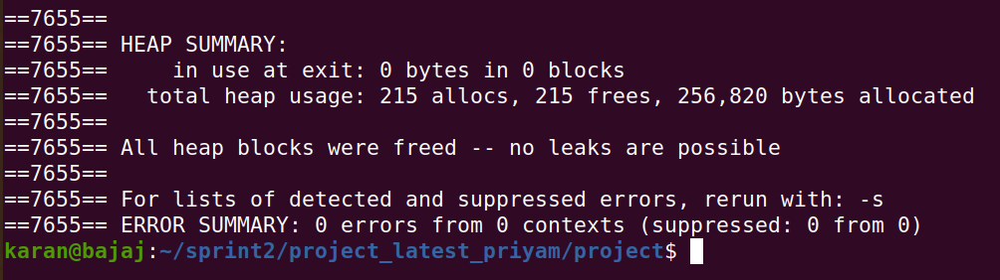 ==7655==
==7655== HEAP SUMMARY:
==7655==     in use at exit: 0 bytes in 0 blocks
==7655==   total heap usage: 215 allocs, 215 frees, 256,820 bytes allocated
==7655==
==7655== All heap blocks were freed -- no leaks are possible
==7655==
==7655== For lists of detected and suppressed errors, rerun with: -s
==7655== ERROR SUMMARY: 0 errors from 0 contexts (suppressed: 0 from 0)
karan@bajaj:~/sprint2/project_latest_priyam/project$